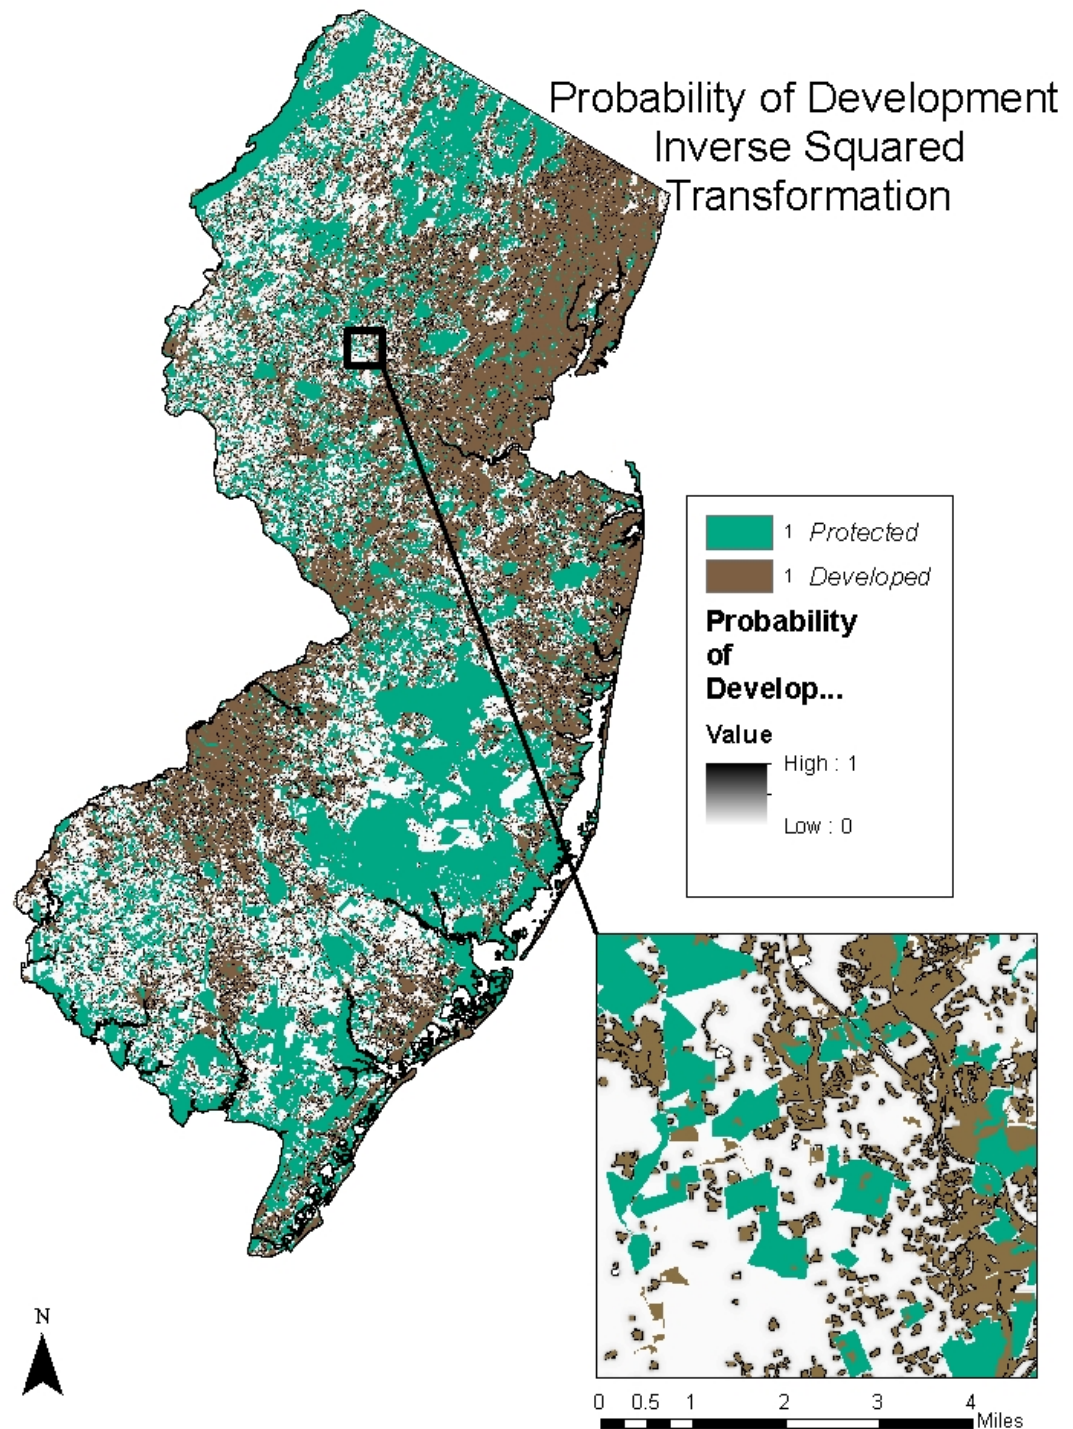 Probability of Development
Inverse Squared
Transformation
1 Protected
1 Developed
Probability
of
Develop...
Value
High : 1
Low : 0
N
0 0.5 1 2 3 4
Miles